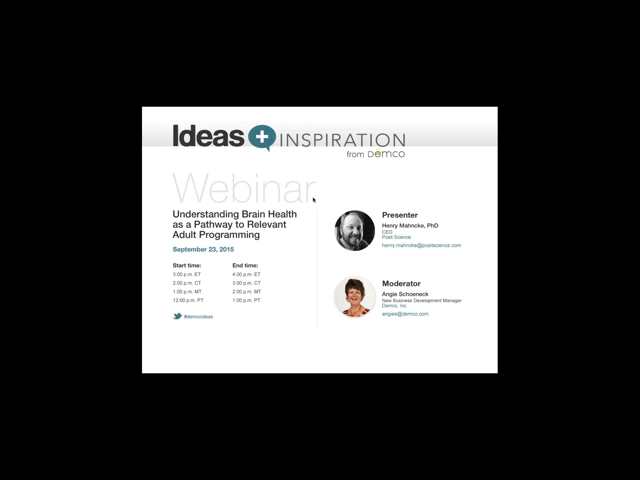 Ideas + INSPIRATION
from Demco
Webinar
Understanding Brain Health
as a Pathway to Relevant
Adult Programming
September 23, 2015
Start time: End time:
3:00 p.m. ET 4:00 p.m. ET
2:00 p.m. CT 3:00 p.m. CT
1:00 p.m. MT 2:00 p.m. MT
12:00 p.m. PT 1:00 p.m. PT
#demcoideas
Presenter
Henry Mahncke, PhD
CEO
Posit Science
henry.mahncke@positscience.com
Moderator
Angie Schoeneck
New Business Development Manager
Demco, Inc.
angies@demco.com